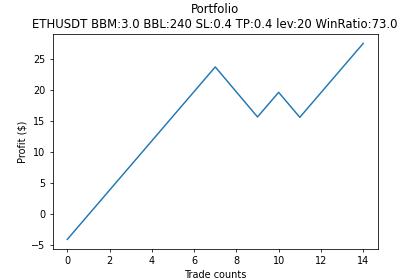 Portfolio
ETHUSDT BBM:3.0 BBL:240 SL:0.4 TP:0.4 lev:20 WinRatio:73.0
25
20
15
10
5
0
−5
Profit ($)
0 2 4 6 8 10 12 14
Trade counts